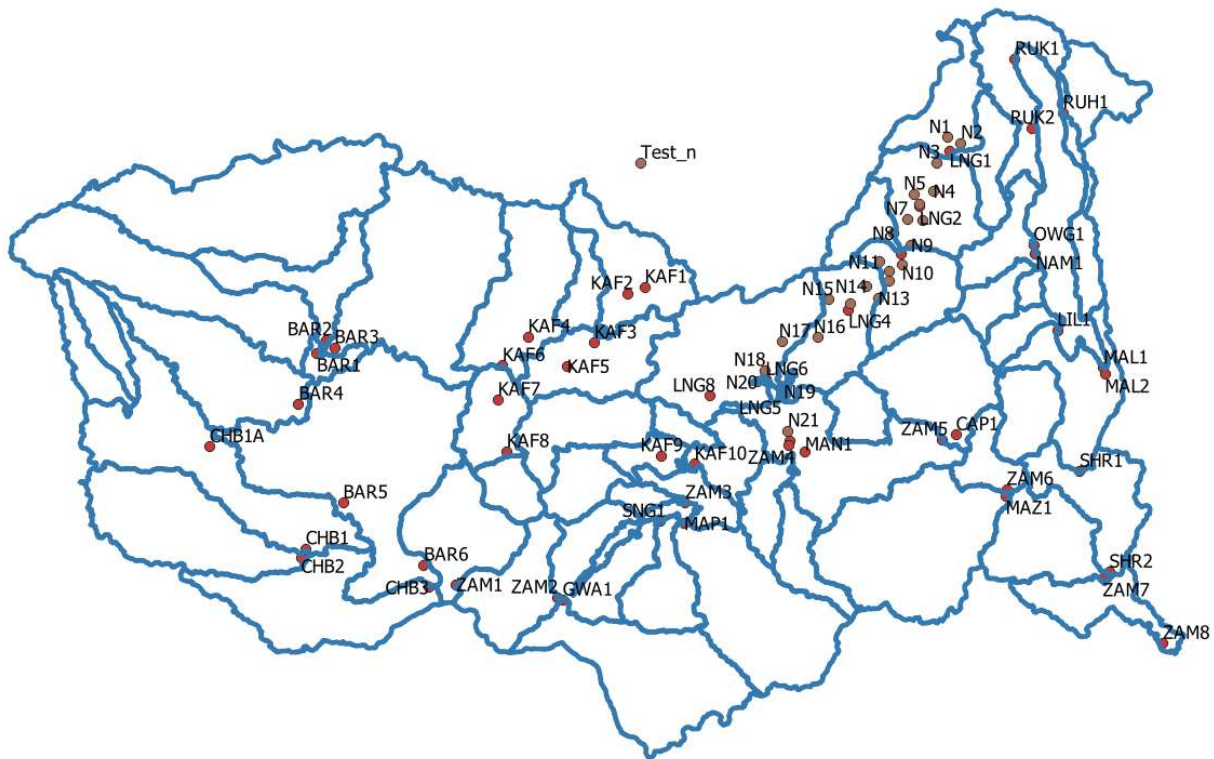 RUK1
RUH1
RUK2
N1
N2
Test_n
N3
LNG1
N5
N4
N7
LNG2
N8
N9
OWG1
NAM1
N11
N10
KAF1
KAF2
N15
N14
N13
LNG4
LIL1
BAR2
BAR3
KAF4
KAF3
N17
N16
BAR1
KAF6
KAF5
N18
LNG6
MAL1
MAL2
KAF7
LNG8
N20
N19
BAR4
LNG5
N21
CHB1A
KAF8
KAF9
KAF10
ZAM4
MAN1
ZAM5
CAP1
SHR1
BAR5
ZAM3
ZAM6
MAZ1
SNG1
MAP1
CHB1
CHB2
BAR6
CHB3
ZAM1
ZAM2
GWA1
SHR2
ZAM7
ZAM8